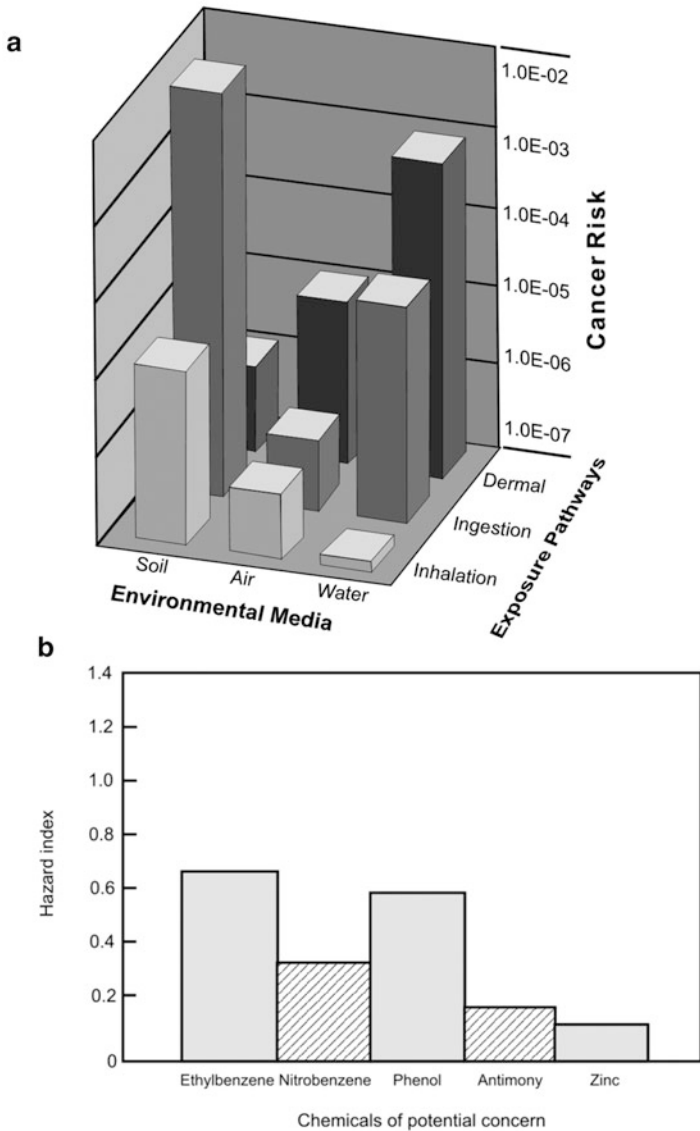 a
1.0E-02
1.0E-03
1.0E-04
1.0E-05
1.0E-06
1.0E-07
Cancer Risk
Dermal
Ingestion
Inhalation
Exposure Pathways
Soil
Air
Water
Environmental Media
b
1.4
1.2
1.0
0.8
0.6
0.4
0.2
0
Hazard index
Ethylbenzene Nitrobenzene Phenol Antimony Zinc
Chemicals of potential concern